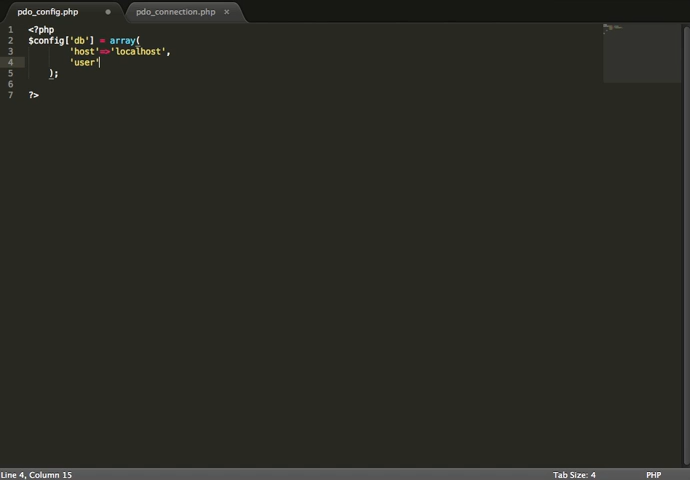 pdo_config.php
pdo_connection.php ×
1 <?php
2 $config['db'] = array(
3 'host'=>'localhost',
4 'user'
5 );
6
7 ?>
Line 4, Column 15
Tab Size: 4
PHP